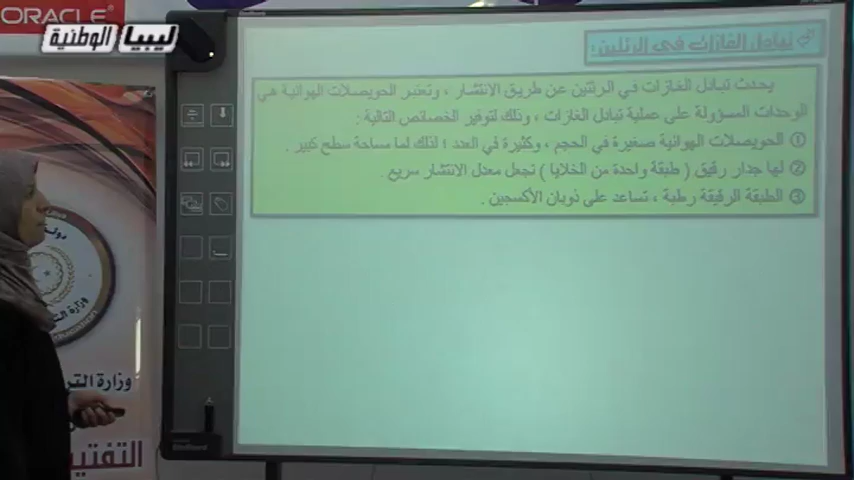 ORACLE
ليبيا الوطنية
تبادل الغازات في الرئتين :
يحدث تبادل الغازات في الرئتين عن طريق الانتشار ، وتعتبر الحويصلات الهوائية هي
الوحدات المسؤولة على عملية تبادل الغازات ، وذلك لتوفير الخصائص التالية :
① الحويصلات الهوائية صغيرة في الحجم ، وكثيرة في العدد ؛ لذلك لها مساحة سطح كبير .
② لها جدار رقيق ( طبقة واحدة من الخلايا ) تجعل معدل الانتشار سريع .
③ الطبقة الرقيقة رطبة ، تساعد على ذوبان الأكسجين .
وزارة التر
التفتي